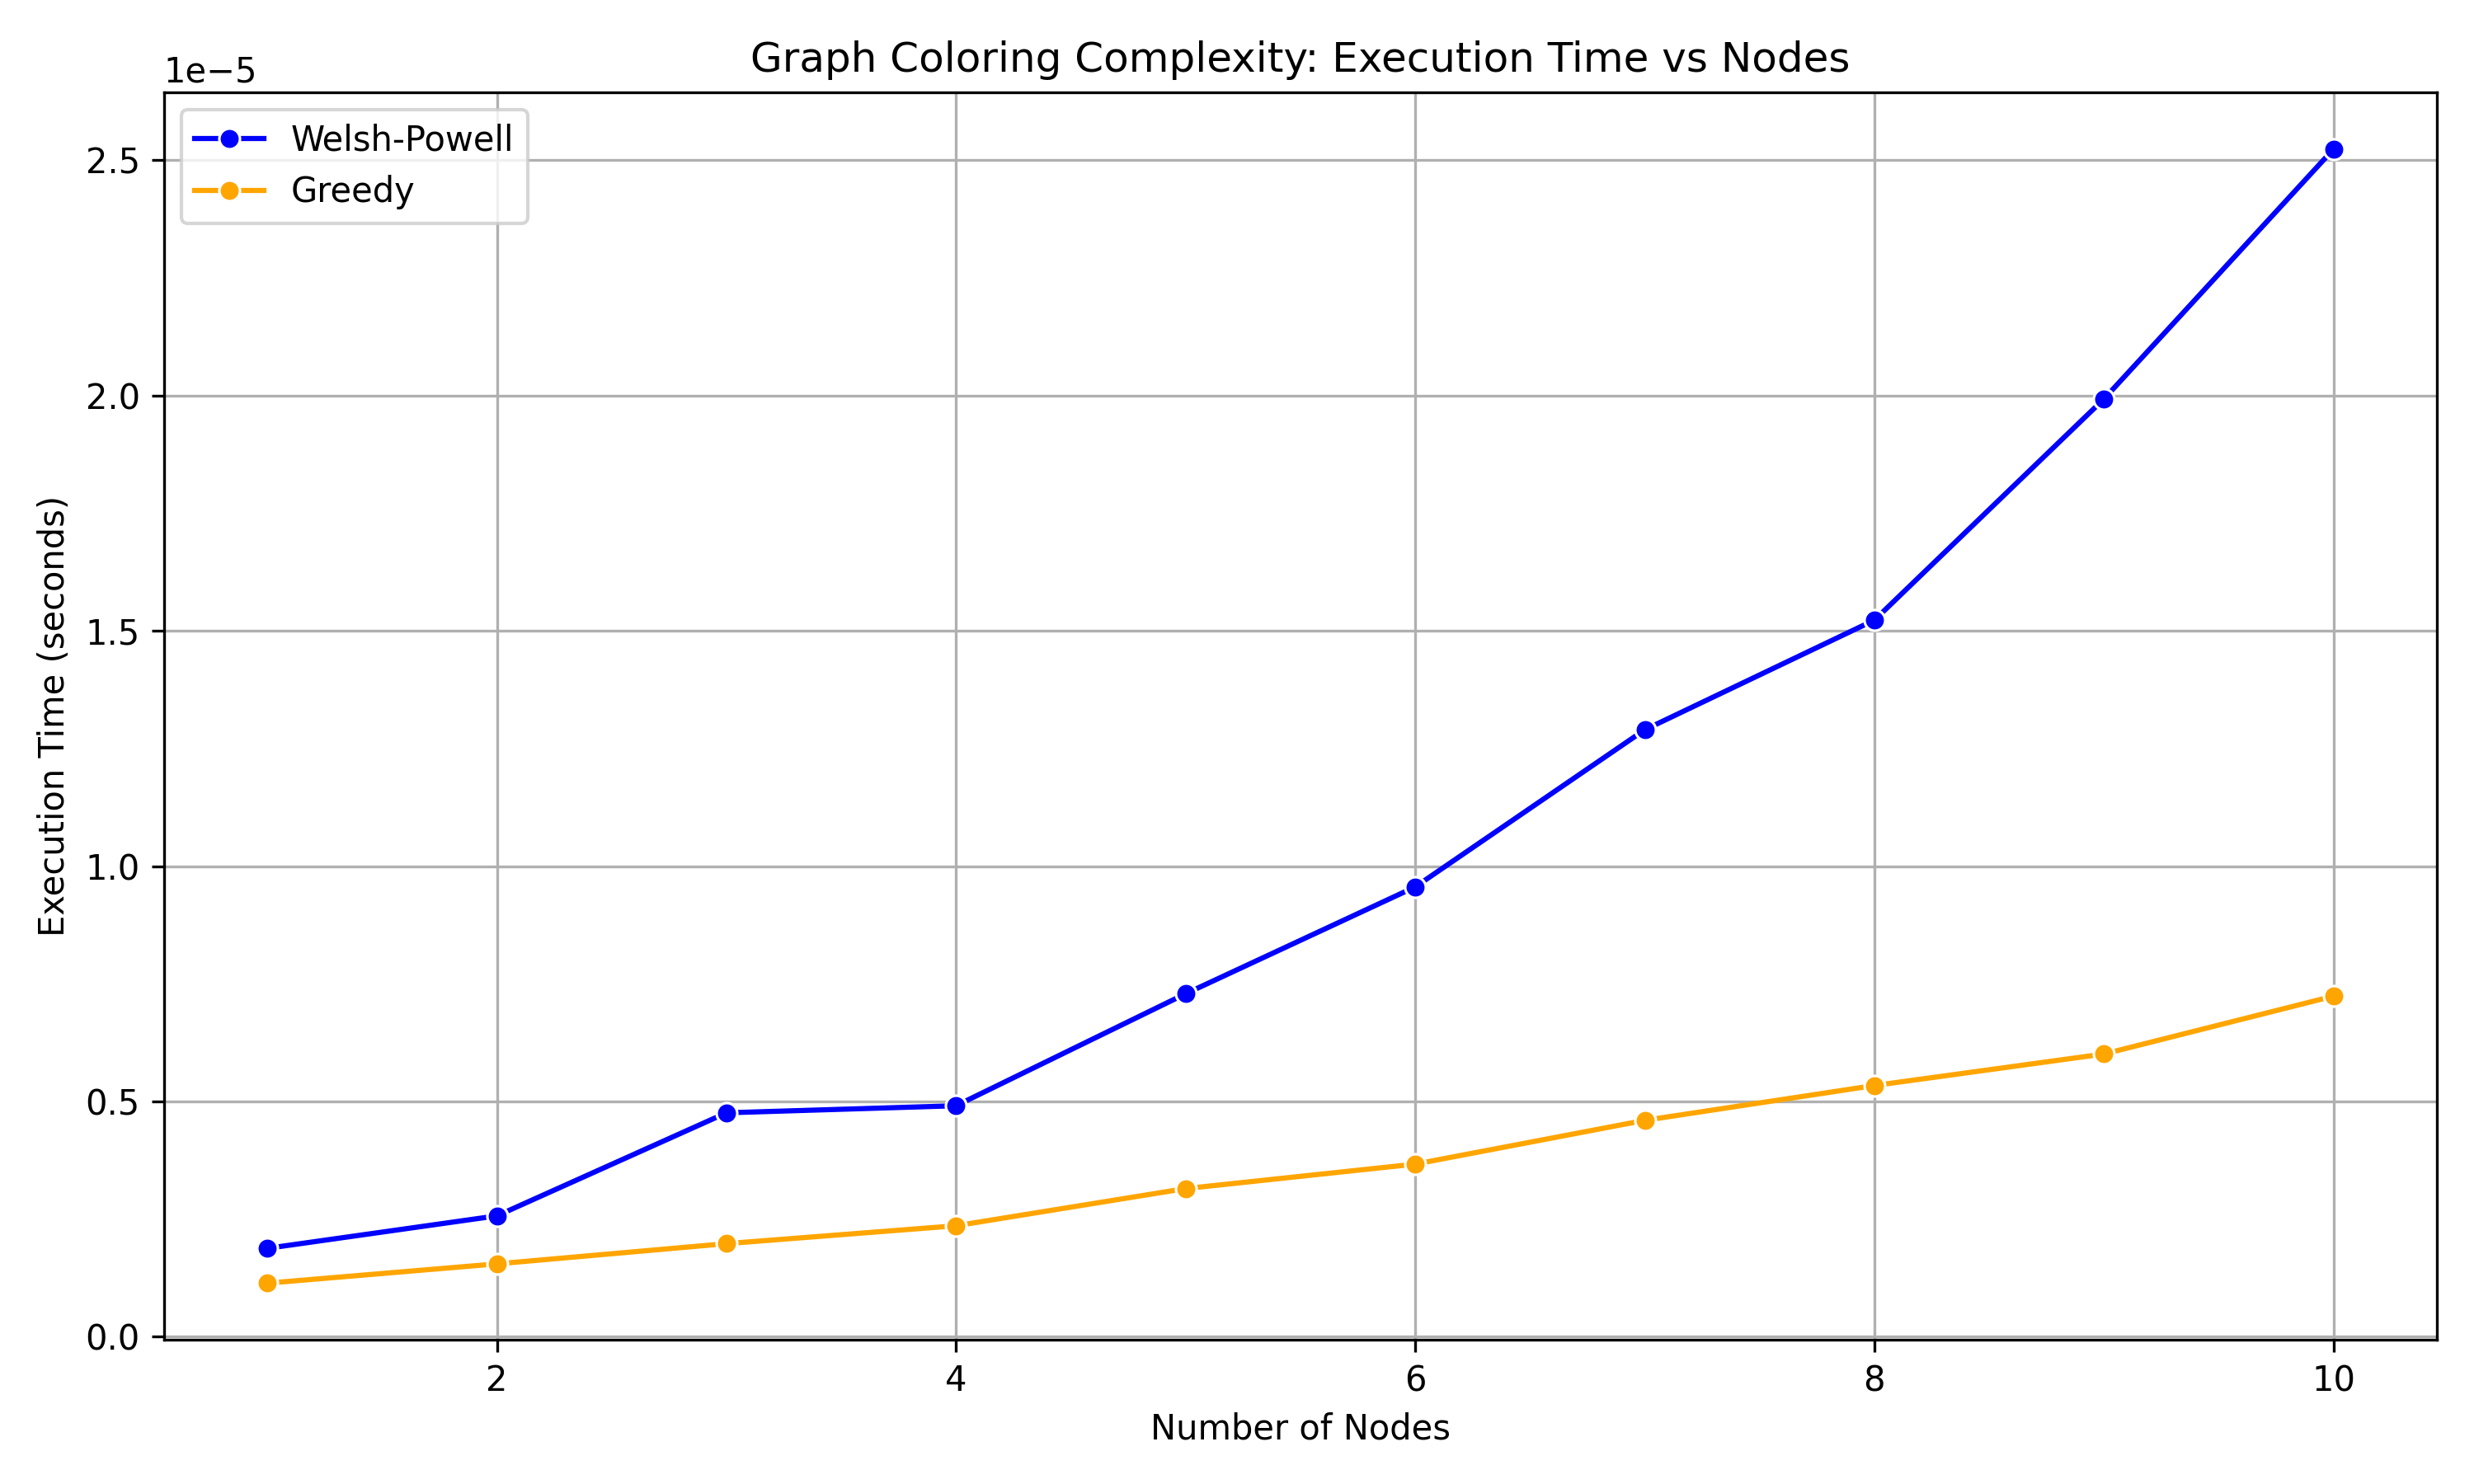 Graph Coloring Complexity: Execution Time vs Nodes
1e−5
Welsh-Powell
Greedy
2.5
2.0
1.5
1.0
0.5
0.0
Execution Time (seconds)
2 4 6 8 10
Number of Nodes